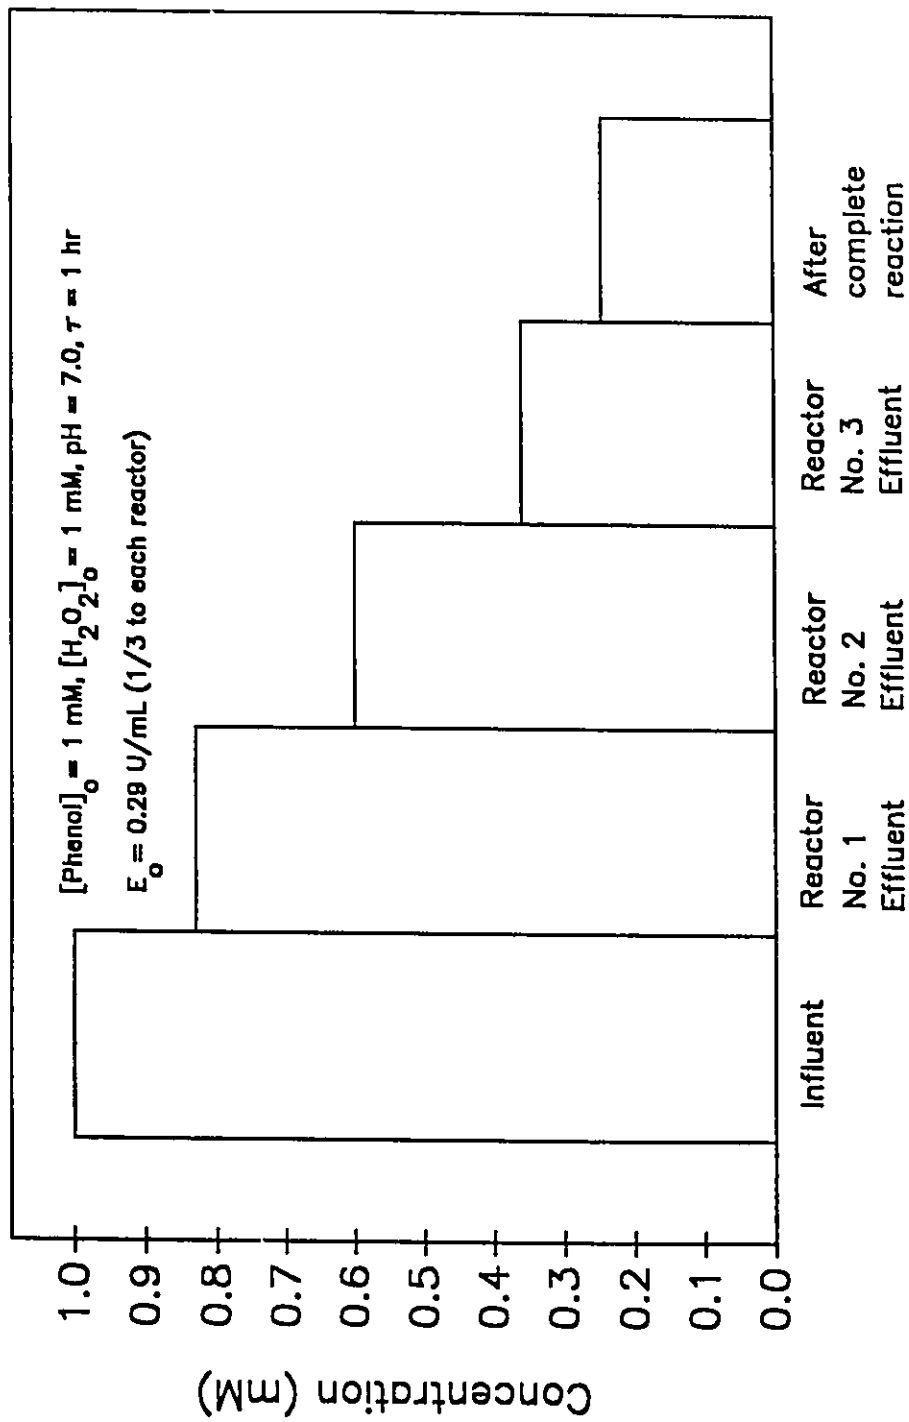 [Phenol]o = 1 mM, [H2O2]o = 1 mM, pH = 7.0, τ = 1 hr
Eo = 0.29 U/mL (1/3 to each reactor)
Concentration (mM)
1.0
0.9
0.8
0.7
0.6
0.5
0.4
0.3
0.2
0.1
0.0
Influent
Reactor
No. 1
Effluent
Reactor
No. 2
Effluent
Reactor
No. 3
Effluent
After
complete
reaction